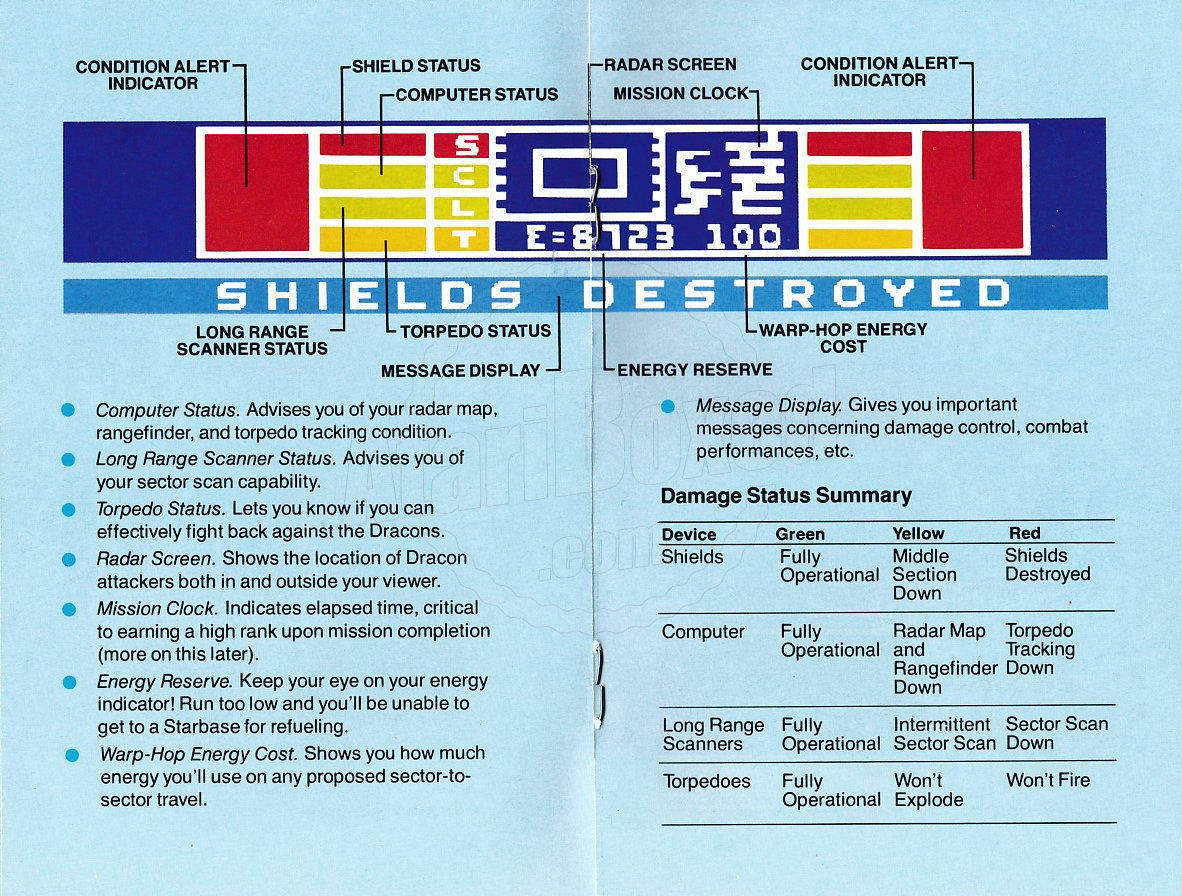 CONDITION ALERT
INDICATOR
SHIELD STATUS
COMPUTER STATUS
RADAR SCREEN
MISSION CLOCK
CONDITION ALERT
INDICATOR
S
C
L
T
E=8723 100
SHIELDS DESTROYED
LONG RANGE
SCANNER STATUS
TORPEDO STATUS
MESSAGE DISPLAY
WARP-HOP ENERGY
COST
ENERGY RESERVE
Computer Status. Advises you of your radar map,
rangefinder, and torpedo tracking condition.
Long Range Scanner Status. Advises you of
your sector scan capability.
Torpedo Status. Lets you know if you can
effectively fight back against the Dracons.
Radar Screen. Shows the location of Dracon
attackers both in and outside your viewer.
Mission Clock. Indicates elapsed time, critical
to earning a high rank upon mission completion
(more on this later).
Energy Reserve. Keep your eye on your energy
indicator! Run too low and you'll be unable to
get to a Starbase for refueling.
Warp-Hop Energy Cost. Shows you how much
energy you'll use on any proposed sector-to-
sector travel.
Message Display. Gives you important
messages concerning damage control, combat
performances, etc.
Damage Status Summary
Device Green Yellow Red
Shields Fully Middle Shields
Operational Section Destroyed
Down
Computer Fully Radar Map Torpedo
Operational and Tracking
Rangefinder Down
Down
Long Range Fully Intermittent Sector Scan
Scanners Operational Sector Scan Down
Torpedoes Fully Won't Won't Fire
Operational Explode
AtariBoxed
.com